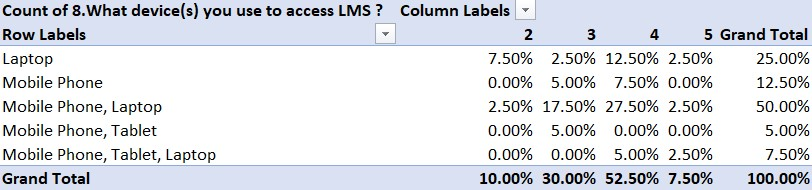 Count of 8.What device(s) you use to access LMS ? Column Labels
Row Labels 2 3 4 5 Grand Total
Laptop 7.50% 2.50% 12.50% 2.50% 25.00%
Mobile Phone 0.00% 5.00% 7.50% 0.00% 12.50%
Mobile Phone, Laptop 2.50% 17.50% 27.50% 2.50% 50.00%
Mobile Phone, Tablet 0.00% 5.00% 0.00% 0.00% 5.00%
Mobile Phone, Tablet, Laptop 0.00% 0.00% 5.00% 2.50% 7.50%
Grand Total 10.00% 30.00% 52.50% 7.50% 100.00%